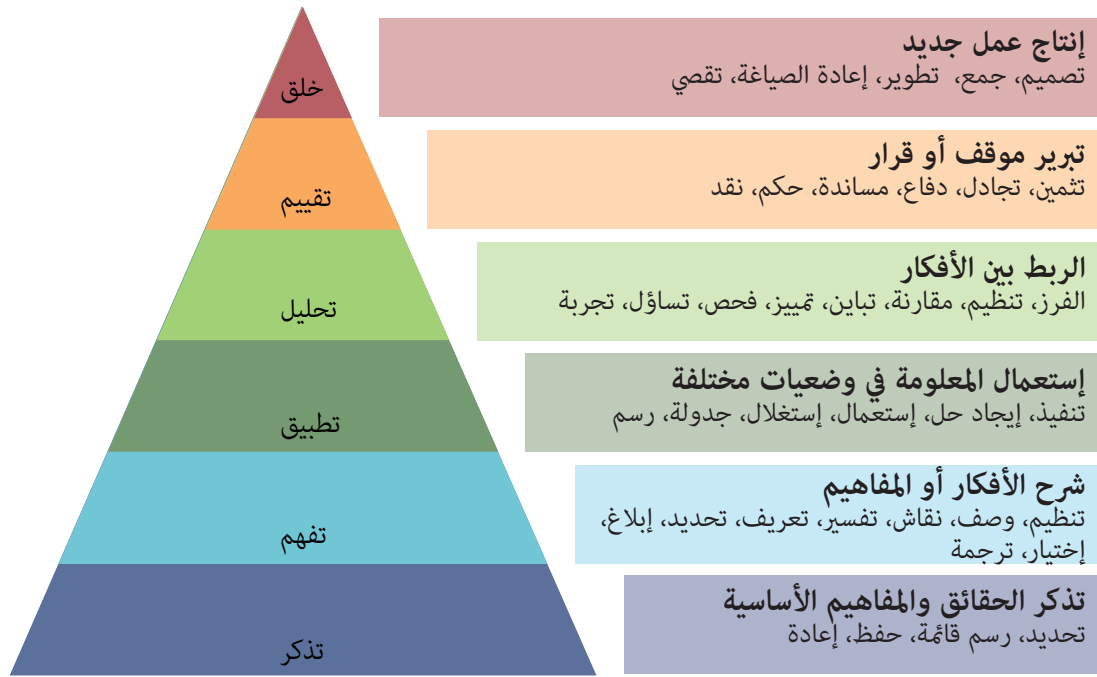 خلق
إنتاج عمل جديد
تصميم، جمع، تطوير، إعادة الصياغة، تقصي
تقييم
تبرير موقف أو قرار
تثمين، تجادل، دفاع، مساندة، حكم، نقد
تحليل
الربط بين الأفكار
الفرز، تنظيم، مقارنة، تباين، تمييز، فحص، تساؤل، تجربة
تطبيق
إستعمال المعلومة في وضعيات مختلفة
تنفيذ، إيجاد حل، إستعمال، إستغلال، جدولة، رسم
تفهم
شرح الأفكار أو المفاهيم
تنظيم، وصف، نقاش، تفسير، تعريف، تحديد، إبلاغ،
إختيار، ترجمة
تذكر
تذكر الحقائق والمفاهيم الأساسية
تحديد، رسم قائمة، حفظ، إعادة